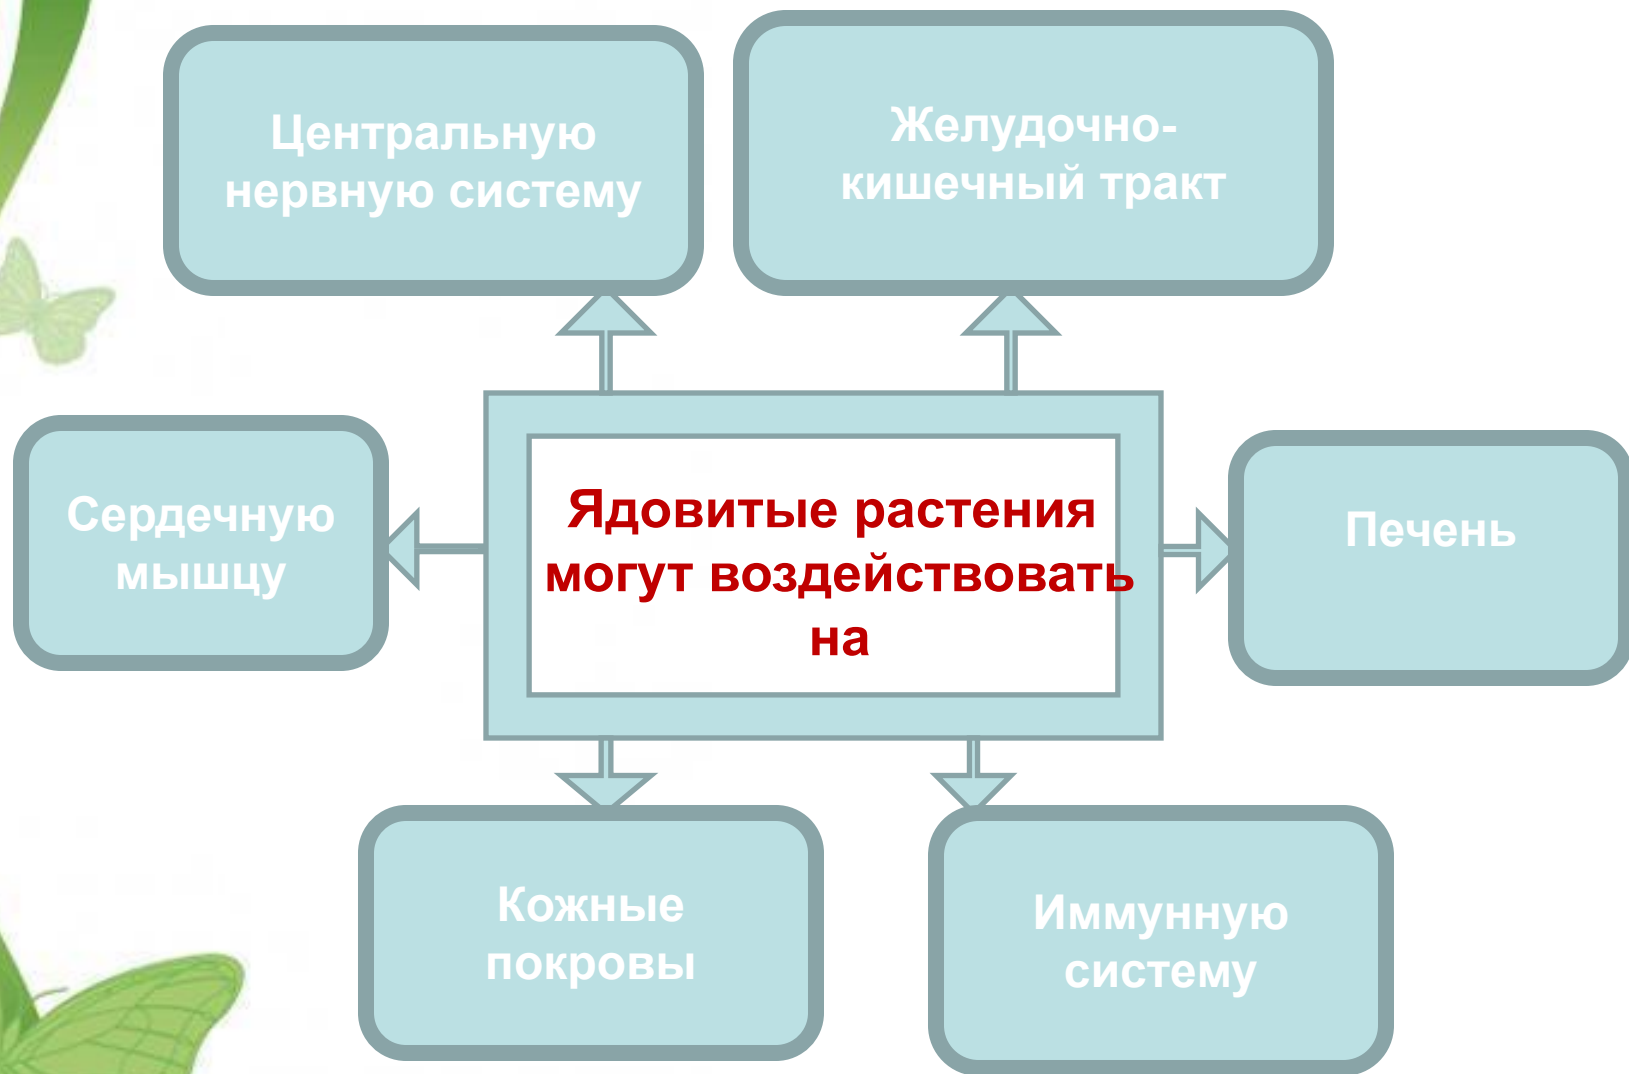 Центральную
нервную систему
Желудочно-
кишечный тракт
Сердечную
мышцу
Ядовитые растения
могут воздействовать
на
Печень
Кожные
покровы
Иммунную
систему